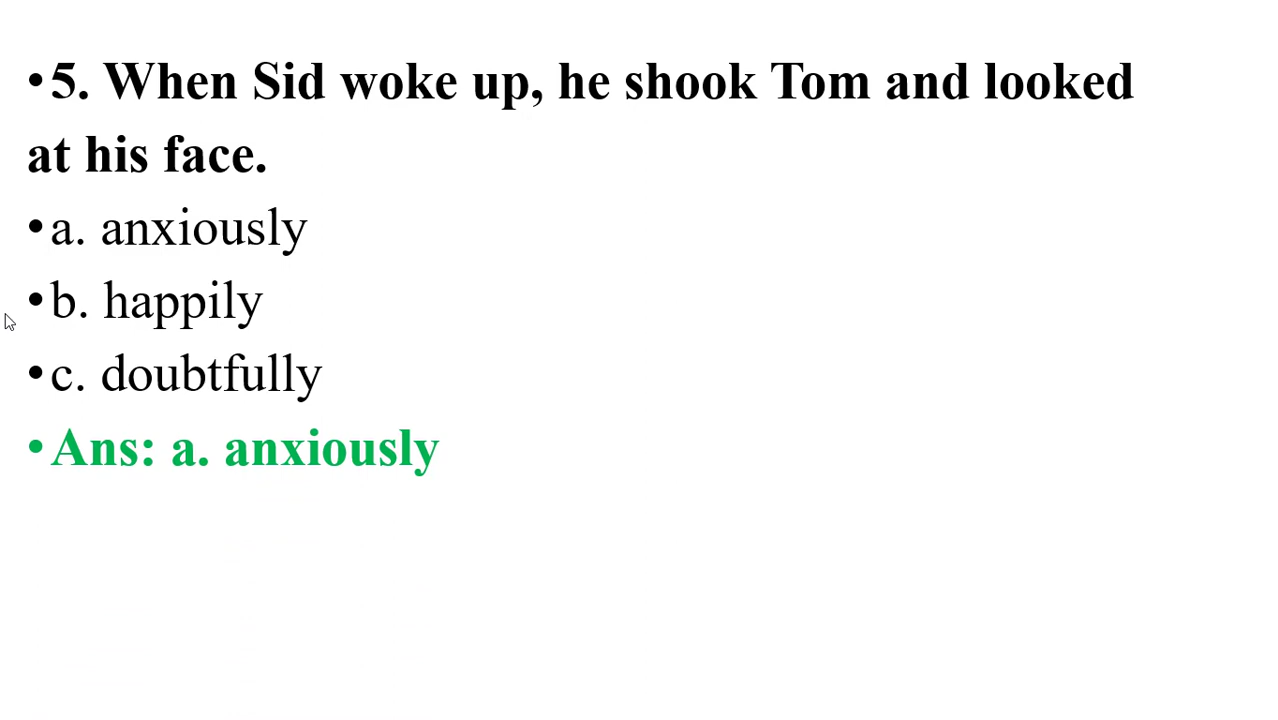 •5. When Sid woke up, he shook Tom and looked
at his face.
•a. anxiously
•b. happily
•c. doubtfully
•Ans: a. anxiously